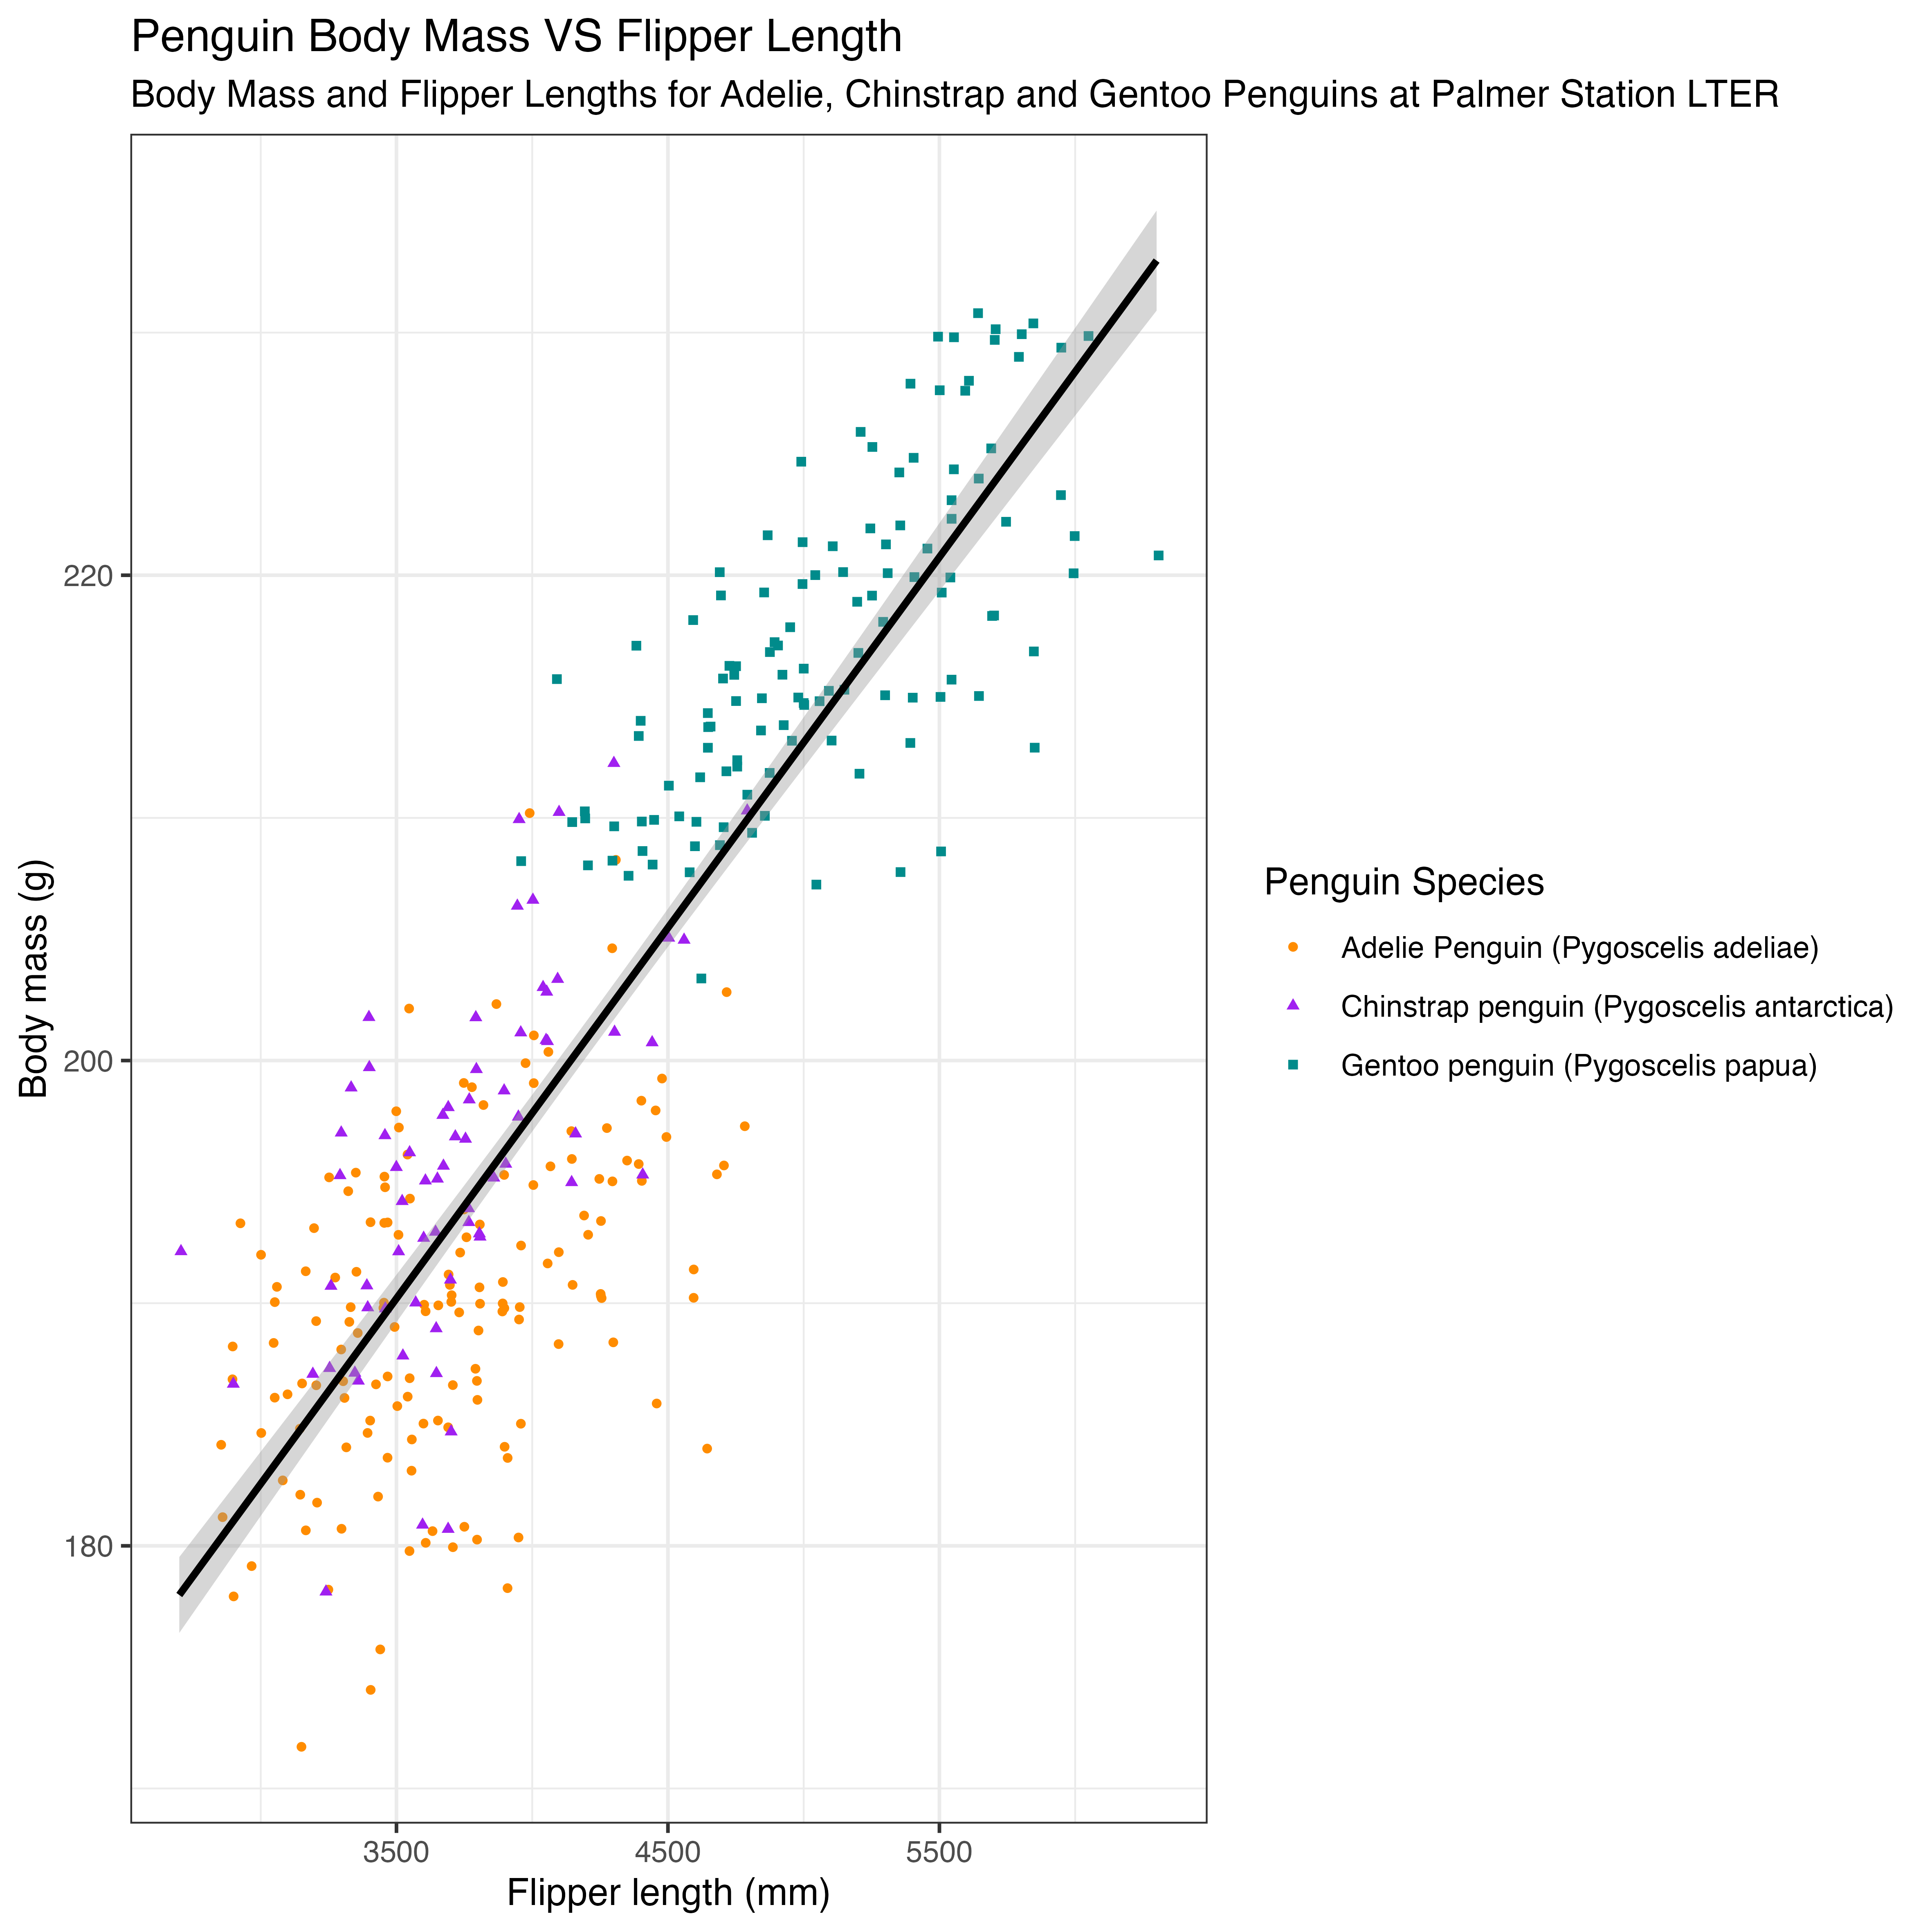 Penguin Body Mass VS Flipper Length
Body Mass and Flipper Lengths for Adelie, Chinstrap and Gentoo Penguins at Palmer Station LTER
220
200
180
Body mass (g)
3500
4500
5500
Flipper length (mm)
Penguin Species
Adelie Penguin (Pygoscelis adeliae)
Chinstrap penguin (Pygoscelis antarctica)
Gentoo penguin (Pygoscelis papua)